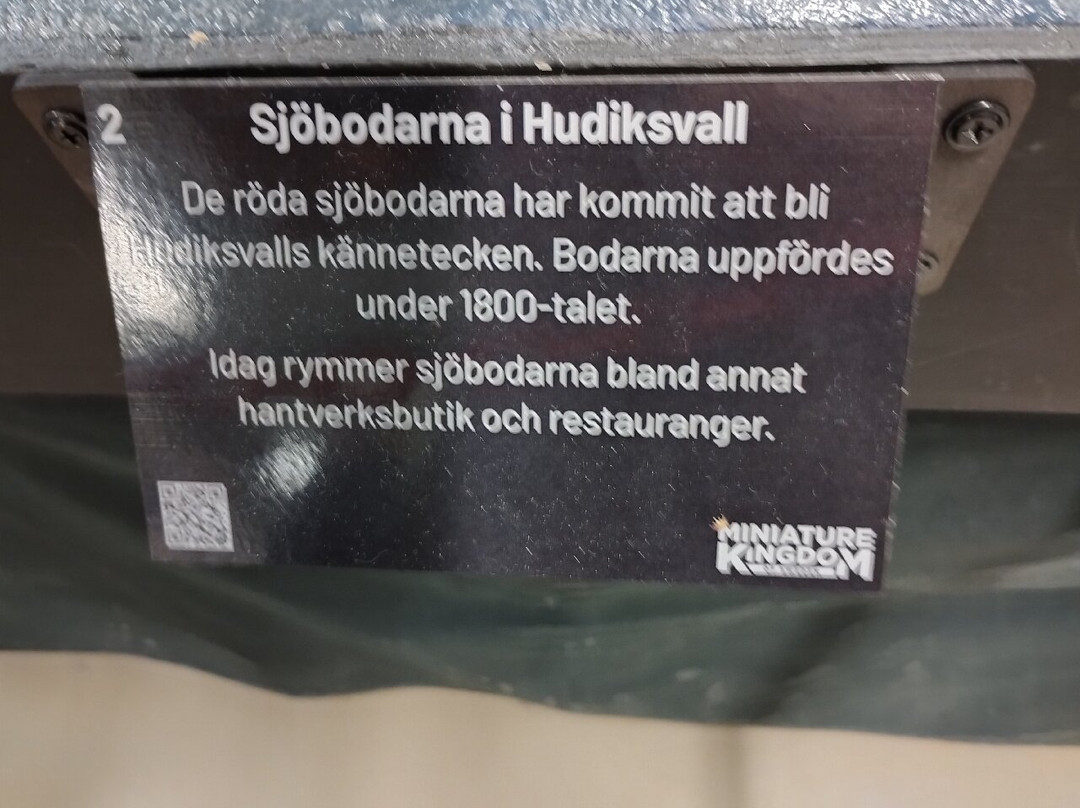 2
Sjöbodarna i Hudiksvall
De röda sjöbodarna har kommit att bli
Hudiksvalls kännetecken. Bodarna uppfördes
under 1800-talet.
Idag rymmer sjöbodarna bland annat
hantverksbutik och restauranger.
MINIATURE
KINGDOM